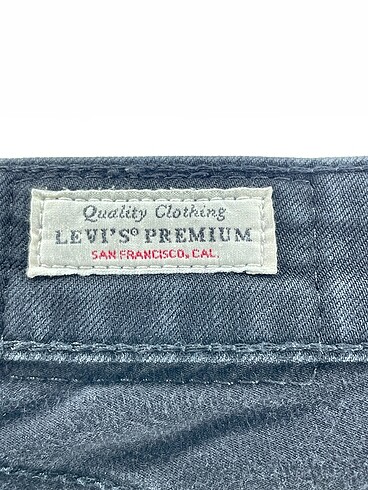 Quality Clothing
LEVI'S® PREMIUM
SAN FRANCISCO, CAL.